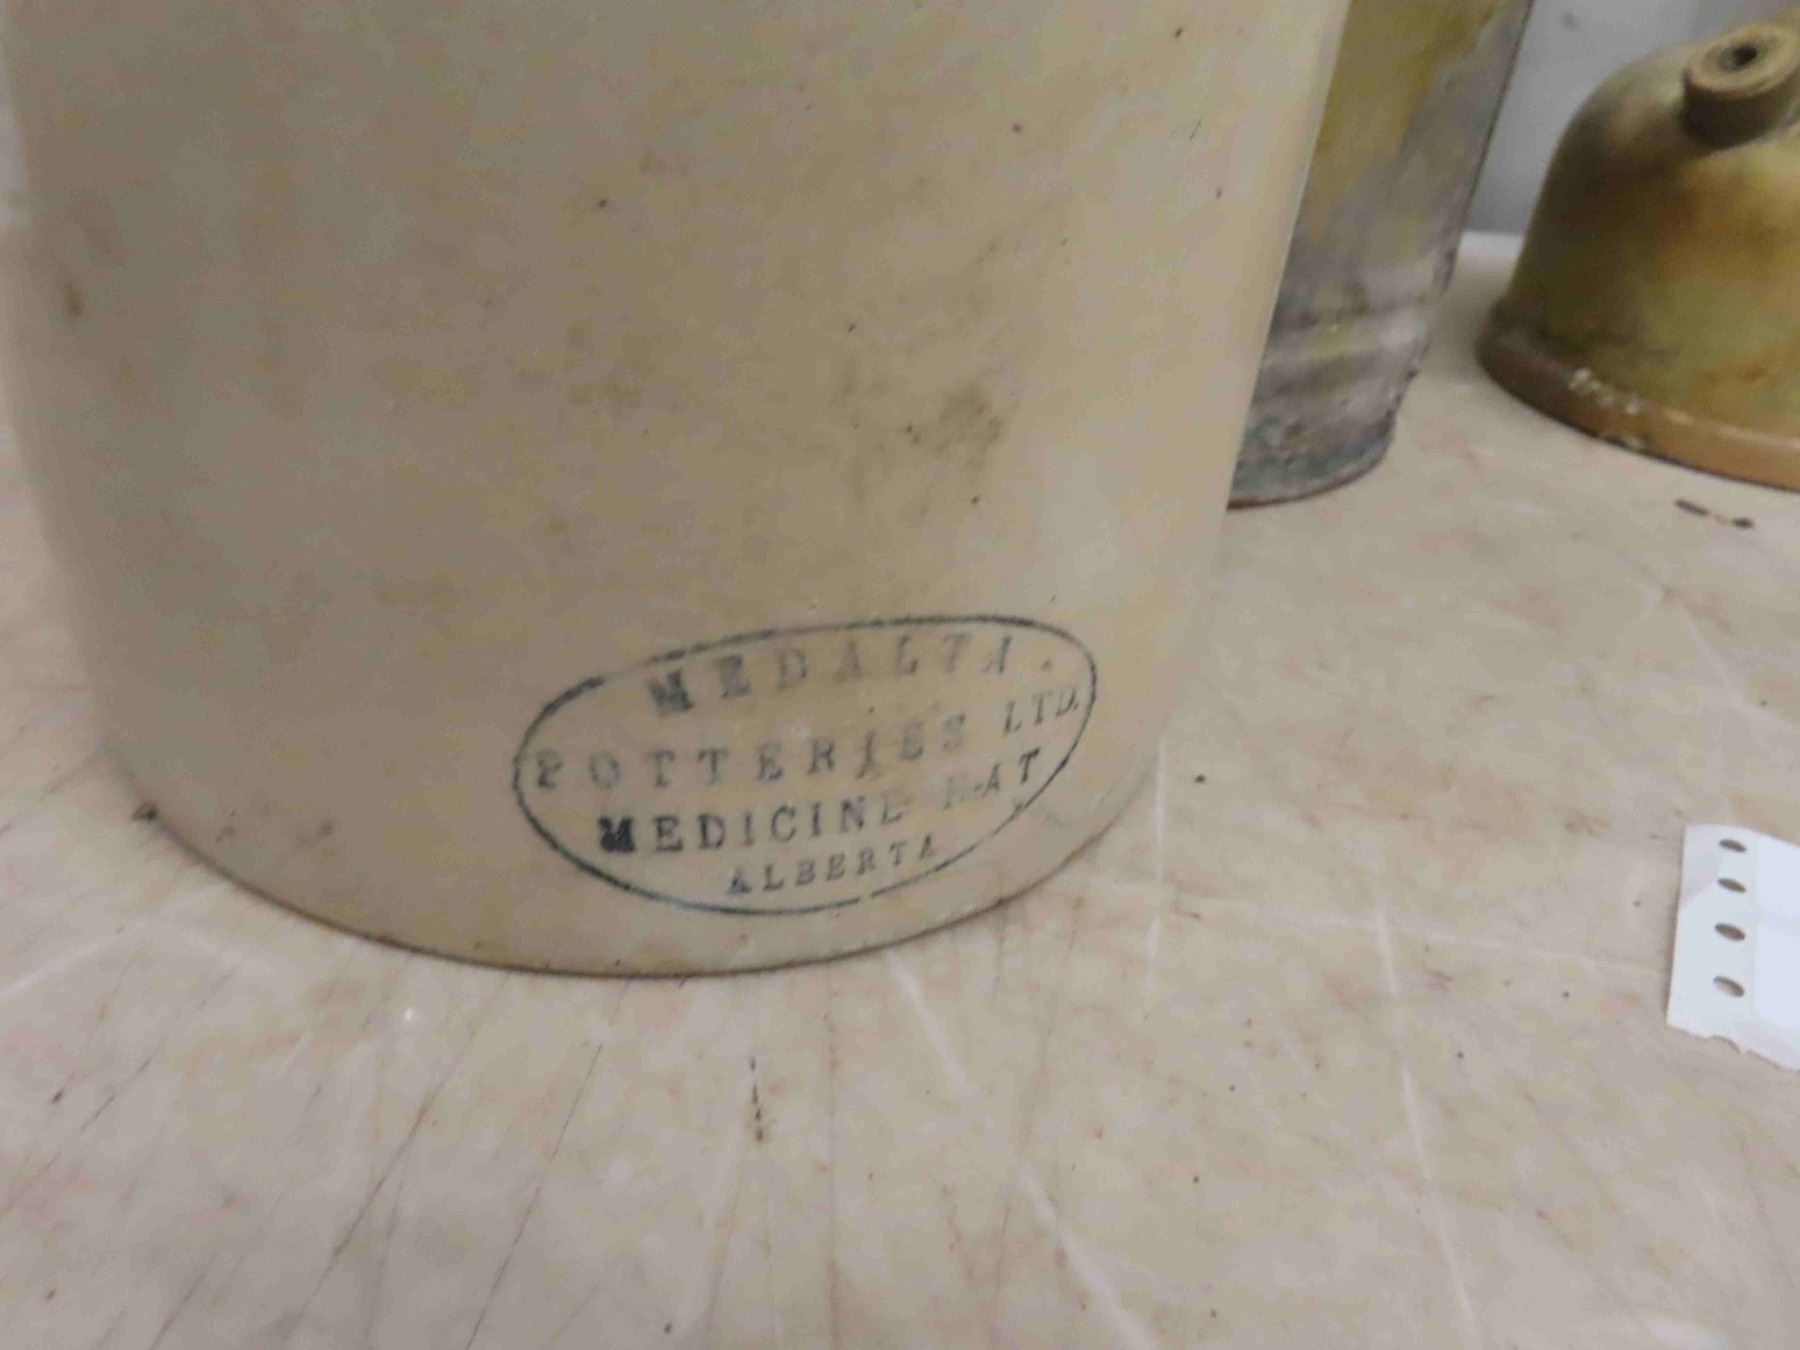 MEDALTA.
POTTERIES LTD.
MEDICINE HAT
ALBERTA